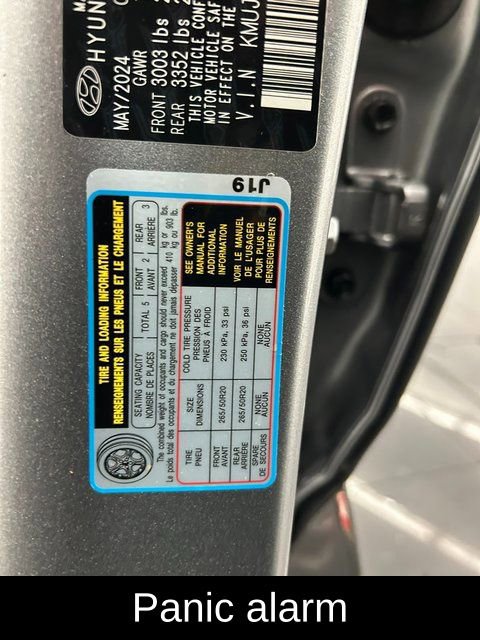 HYUN
MAY/2024
GAWR
FRONT 3003 lbs
REAR 3352 lbs
THIS VEHICLE CONF
MOTOR VEHICLE SAF
IN EFFECT ON THE
V.I.N KMUJ
J19
TIRE AND LOADING INFORMATION
RENSEIGNEMENTS SUR LES PNEUS ET LE CHARGEMENT
SEATING CAPACITY TOTAL 5 FRONT 2 REAR 3
NOMBRE DE PLACES AVANT ARRIÈRE
The combined weight of occupants and cargo should never exceed 410 kg or 903 lbs.
Le poids total des occupants et du chargement ne doit jamais dépasser 410 kg ou 903 lb.
TIRE SIZE COLD TIRE PRESSURE
PNEU DIMENSIONS PRESSION DES PNEUS À FROID
FRONT AVANT 265/50R20 230 kPa, 33 psi
REAR ARRIÈRE 265/50R20 250 kPa, 36 psi
SPARE DE SECOURS NONE AUCUN NONE AUCUN
SEE OWNER'S
MANUAL FOR
ADDITIONAL
INFORMATION
VOIR LE MANUEL
DE L'USAGER
POUR PLUS DE
RENSEIGNEMENTS
Panic alarm